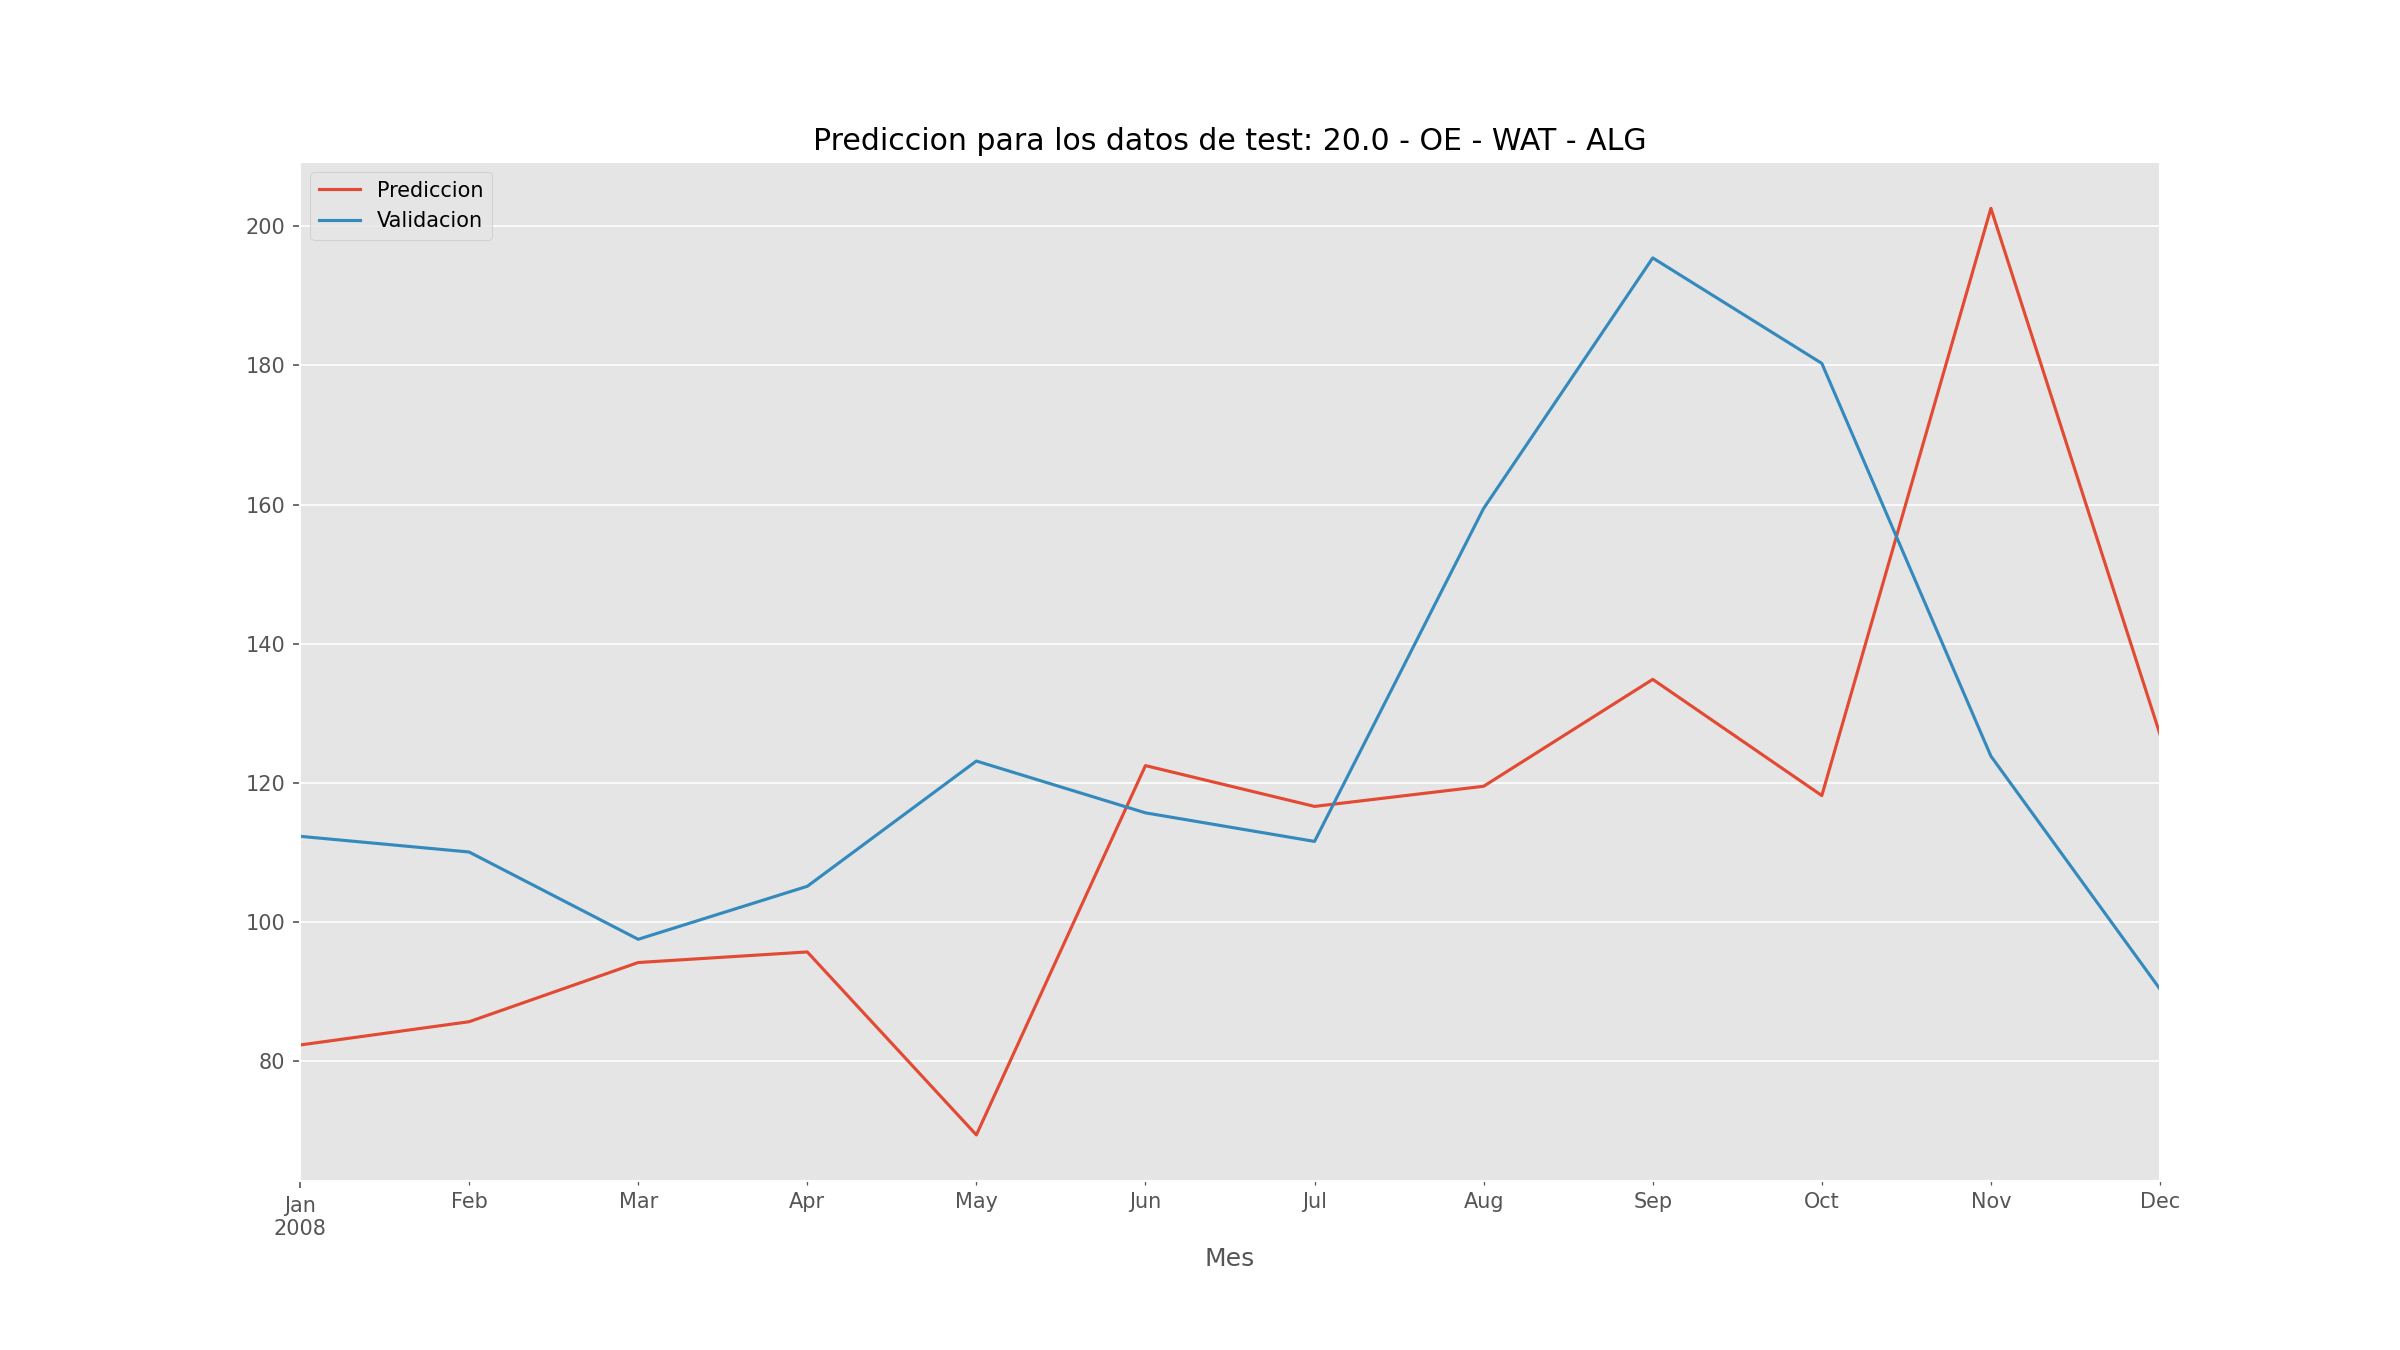 Prediccion para los datos de test: 20.0 - OE - WAT - ALG
Prediccion
Validacion
200
180
160
140
120
100
80
Jan Feb Mar Apr May Jun Jul Aug Sep Oct Nov Dec
2008
Mes